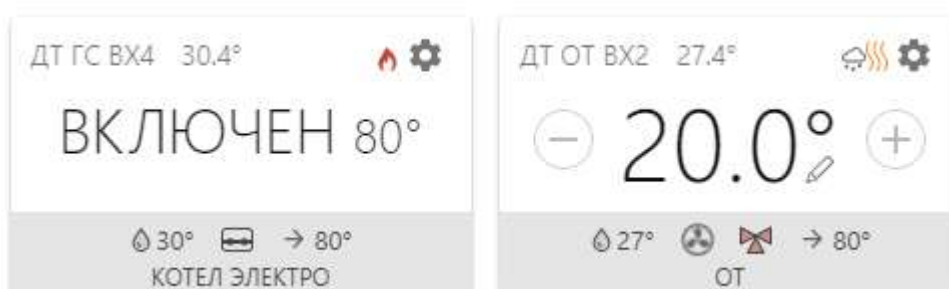 ДТ ГС ВХ4 30.4°
ВКЛЮЧЕН 80°
30° → 80°
КОТЕЛ ЭЛЕКТРО
ДТ ОТ ВХ2 27.4°
− 20.0° +
27° → 80°
ОТ